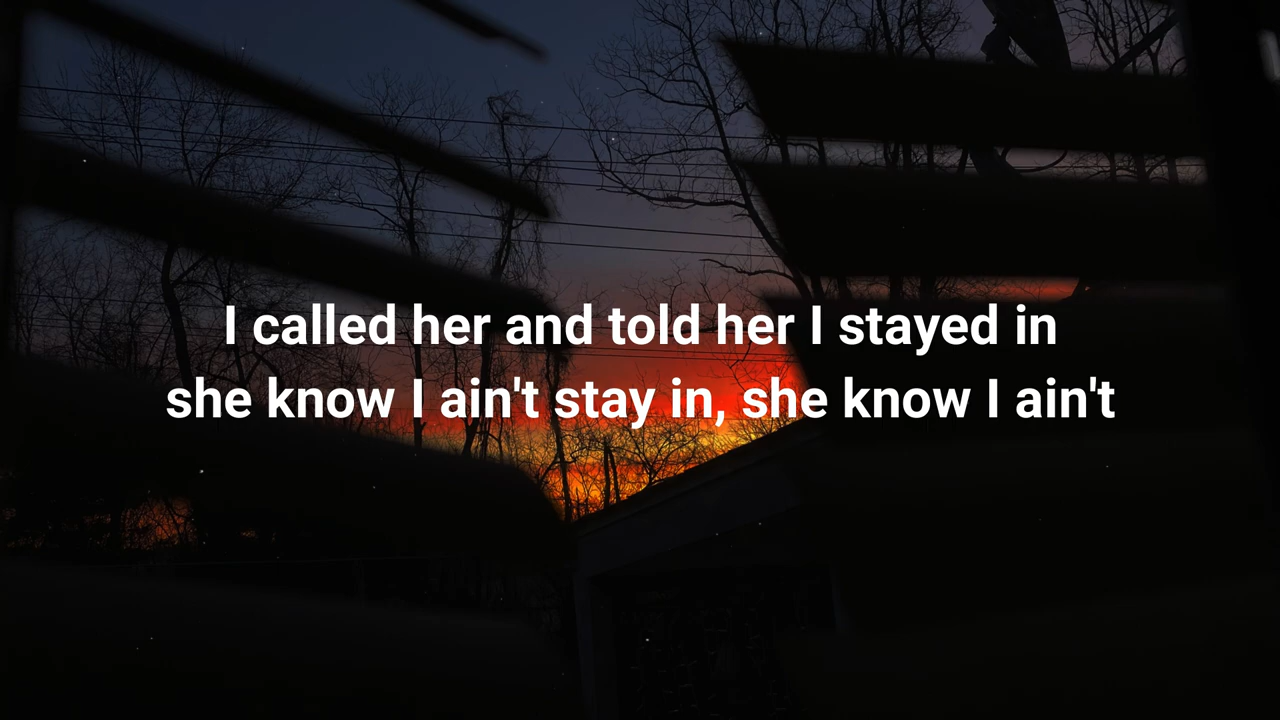 I called her and told her I stayed in
she know I ain't stay in, she know I ain't